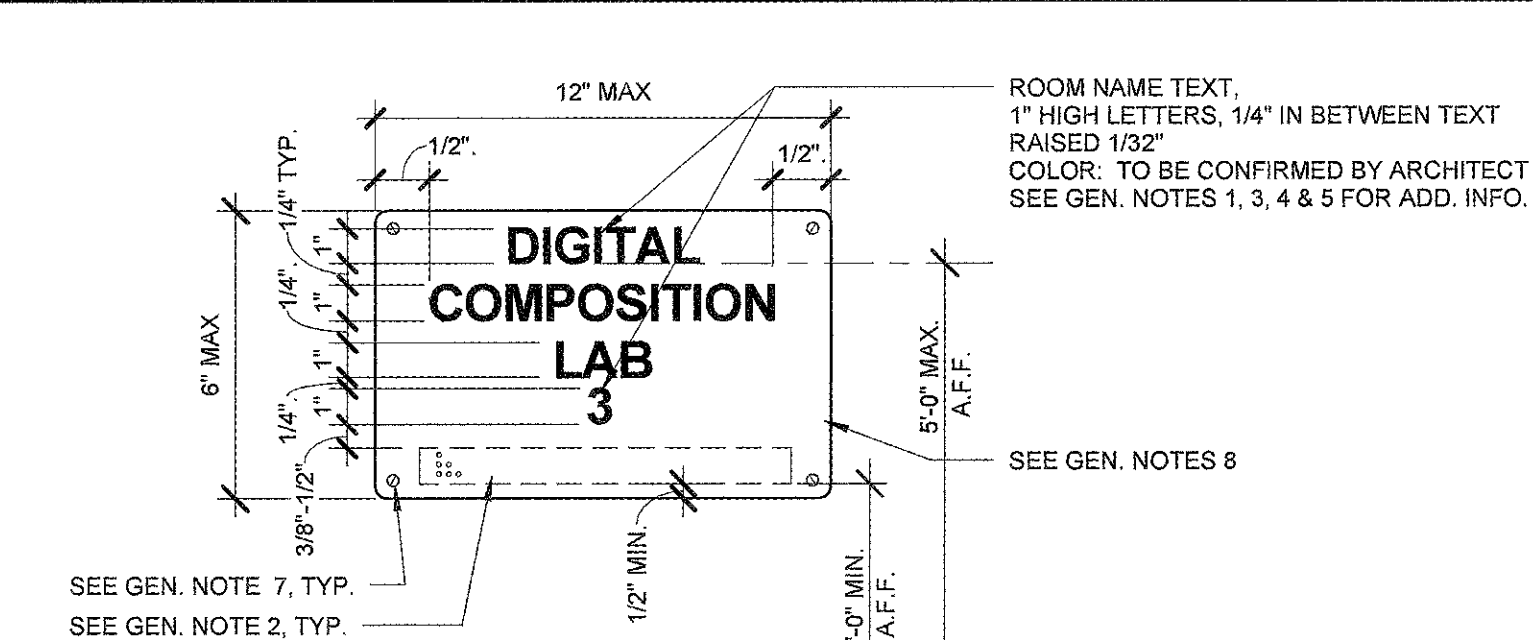 12" MAX
ROOM NAME TEXT,
1" HIGH LETTERS, 1/4" IN BETWEEN TEXT
RAISED 1/32"
COLOR: TO BE CONFIRMED BY ARCHITECT
SEE GEN. NOTES 1, 3, 4 & 5 FOR ADD. INFO.
1/2".
1/2".
1/4" TYP.
1"
1/4".
1"
1"
1/4".
1"
3/8"-1/2"
6" MAX
DIGITAL
COMPOSITION
LAB
3
5'-0" MAX.
A.F.F.
SEE GEN. NOTES 8
1/2" MIN.
-0" MIN.
A.F.F.
SEE GEN. NOTE 7, TYP.
SEE GEN. NOTE 2, TYP.